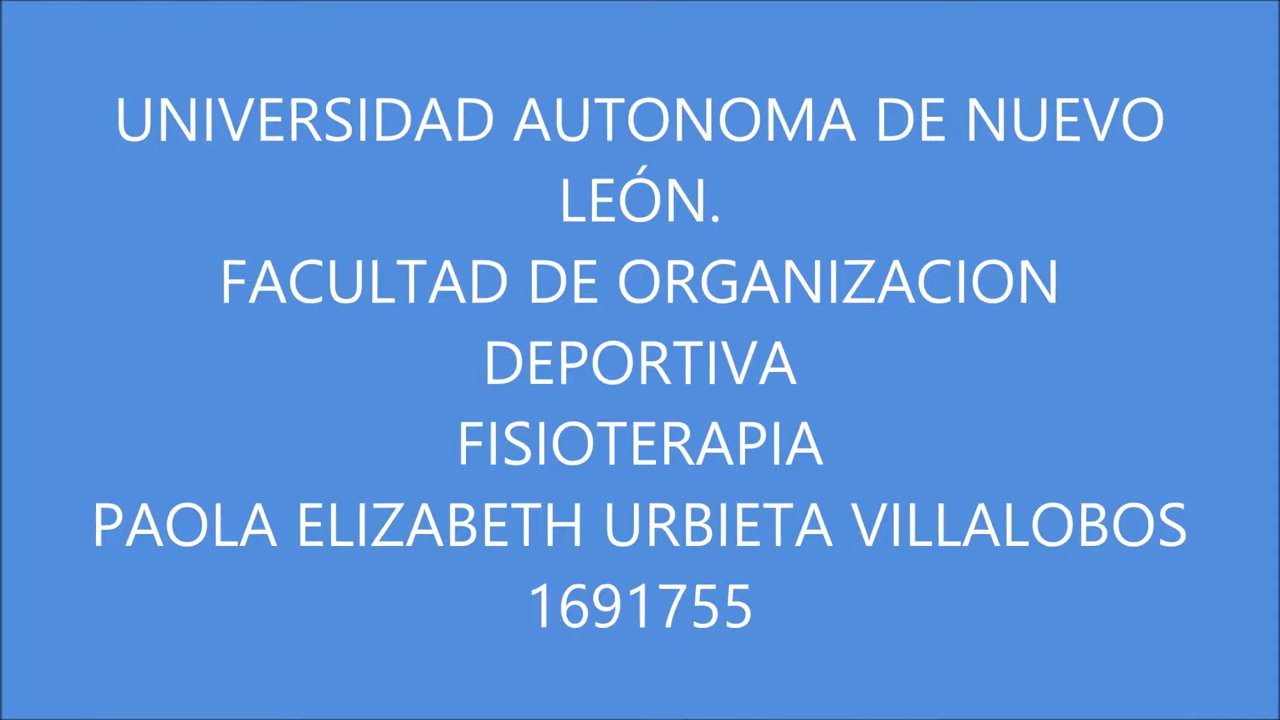 UNIVERSIDAD AUTONOMA DE NUEVO
LEÓN.
FACULTAD DE ORGANIZACION
DEPORTIVA
FISIOTERAPIA
PAOLA ELIZABETH URBIETA VILLALOBOS
1691755